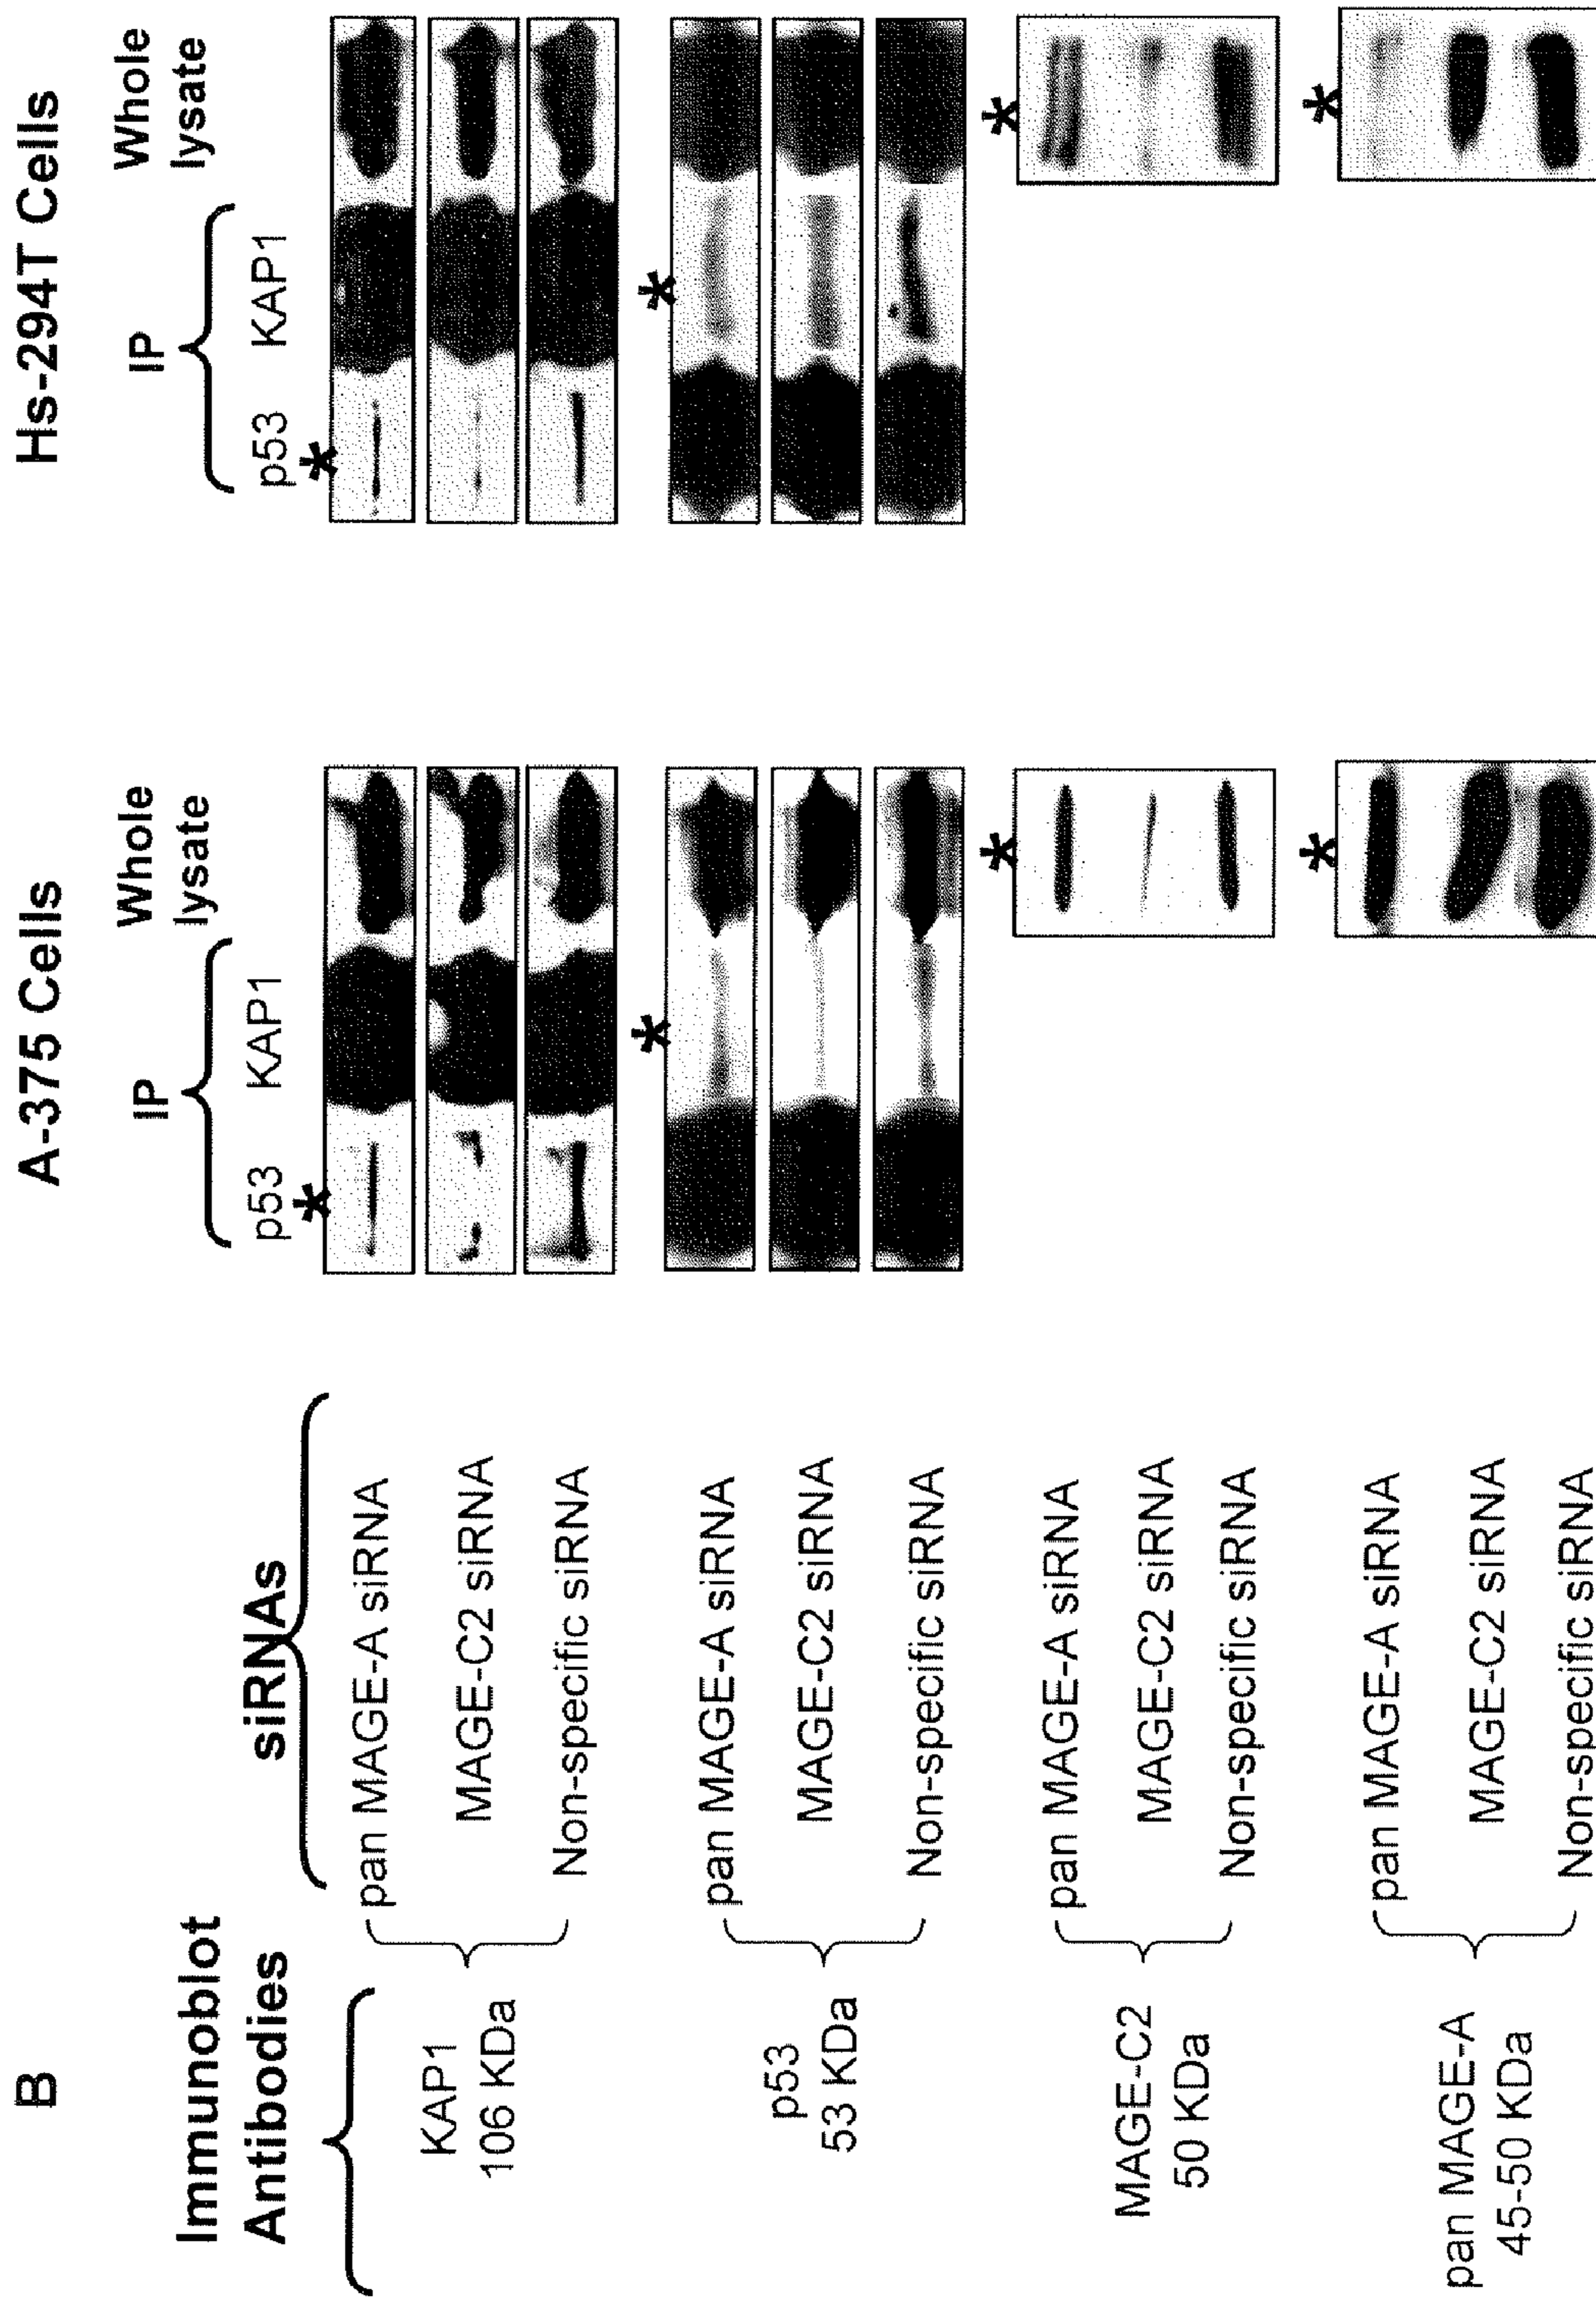 B
A-375 Cells
Hs-294T Cells
Immunoblot
Antibodies
siRNAs
IP
Whole
lysate
IP
Whole
lysate
p53
KAP1
p53
KAP1
*
*
KAP1
106 KDa
pan MAGE-A siRNA
MAGE-C2 siRNA
Non-specific siRNA
*
*
p53
53 KDa
pan MAGE-A siRNA
MAGE-C2 siRNA
Non-specific siRNA
*
*
MAGE-C2
50 KDa
pan MAGE-A siRNA
MAGE-C2 siRNA
Non-specific siRNA
*
*
pan MAGE-A
45-50 KDa
pan MAGE-A siRNA
MAGE-C2 siRNA
Non-specific siRNA